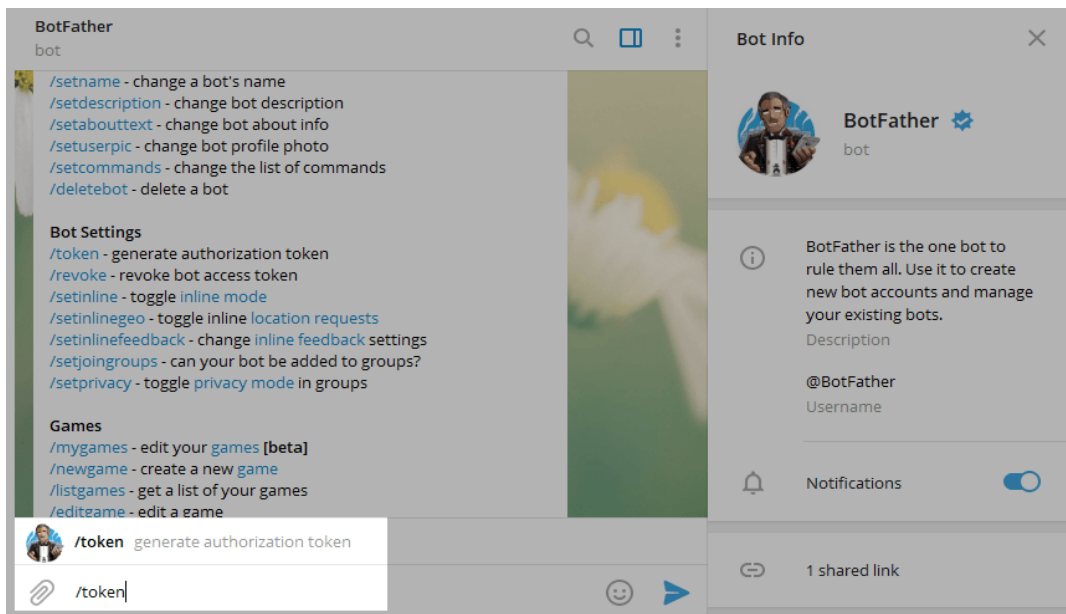 BotFather
bot
/setname - change a bot's name
/setdescription - change bot description
/setabouttext - change bot about info
/setuserpic - change bot profile photo
/setcommands - change the list of commands
/deletebot - delete a bot
Bot Settings
/token - generate authorization token
/revoke - revoke bot access token
/setinline - toggle inline mode
/setinlinegeo - toggle inline location requests
/setinlinefeedback - change inline feedback settings
/setjoingroups - can your bot be added to groups?
/setprivacy - toggle privacy mode in groups
Games
/mygames - edit your games [beta]
/newgame - create a new game
/listgames - get a list of your games
/editgame - edit a game
/token generate authorization token
/token
Bot Info
BotFather
bot
BotFather is the one bot to
rule them all. Use it to create
new bot accounts and manage
your existing bots.
Description
@BotFather
Username
Notifications
1 shared link